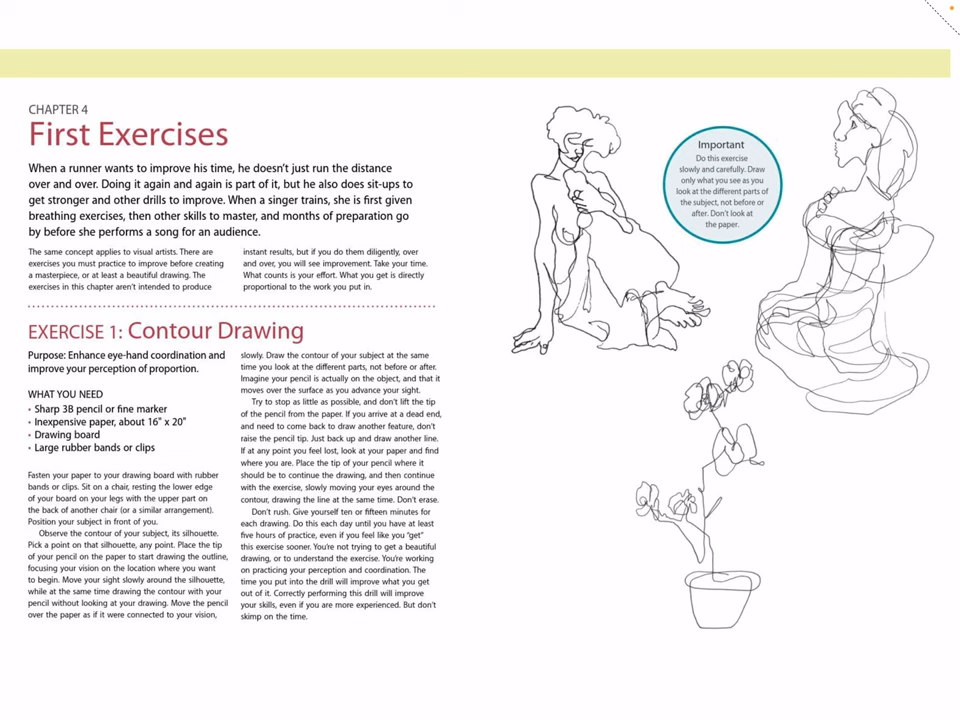 CHAPTER 4
First Exercises
When a runner wants to improve his time, he doesn't just run the distance
over and over. Doing it again and again is part of it, but he also does sit-ups to
get stronger and other drills to improve. When a singer trains, she is first given
breathing exercises, then other skills to master, and months of preparation go
by before she performs a song for an audience.
The same concept applies to visual artists. There are
exercises you must practice to improve before creating
a masterpiece, or at least a beautiful drawing. The
exercises in this chapter aren't intended to produce
instant results, but if you do them diligently, over
and over, you will see improvement. Take your time.
What counts is your effort. What you get is directly
proportional to the work you put in.
EXERCISE 1: Contour Drawing
Purpose: Enhance eye-hand coordination and
improve your perception of proportion.
WHAT YOU NEED
• Sharp 3B pencil or fine marker
• Inexpensive paper, about 16" x 20"
• Drawing board
• Large rubber bands or clips
Fasten your paper to your drawing board with rubber
bands or clips. Sit on a chair, resting the lower edge
of your board on your legs with the upper part on
the back of another chair (or a similar arrangement).
Position your subject in front of you.
Observe the contour of your subject, its silhouette.
Pick a point on that silhouette, any point. Place the tip
of your pencil on the paper to start drawing the outline,
focusing your vision on the location where you want
to begin. Move your sight slowly around the silhouette,
while at the same time drawing the contour with your
pencil without looking at your drawing. Move the pencil
over the paper as if it were connected to your vision,
slowly. Draw the contour of your subject at the same
time you look at the different parts, not before or after.
Imagine your pencil is actually on the object, and that it
moves over the surface as you advance your sight.
Try to stop as little as possible, and don't lift the tip
of the pencil from the paper. If you arrive at a dead end,
and need to come back to draw another feature, don't
raise the pencil tip. Just back up and draw another line.
If at any point you feel lost, look at your paper and find
where you are. Place the tip of your pencil where it
should be to continue the drawing, and then continue
with the exercise, slowly moving your eyes around the
contour, drawing the line at the same time. Don't erase.
Don't rush. Give yourself ten or fifteen minutes for
each drawing. Do this each day until you have at least
five hours of practice, even if you feel like you "get"
this exercise sooner. You're not trying to get a beautiful
drawing, or to understand the exercise. You're working
on practicing your perception and coordination. The
time you put into the drill will improve what you get
out of it. Correctly performing this drill will improve
your skills, even if you are more experienced. But don't
skimp on the time.
Important
Do this exercise
slowly and carefully. Draw
only what you see as you
look at the different parts of
the subject, not before or
after. Don't look at
the paper.